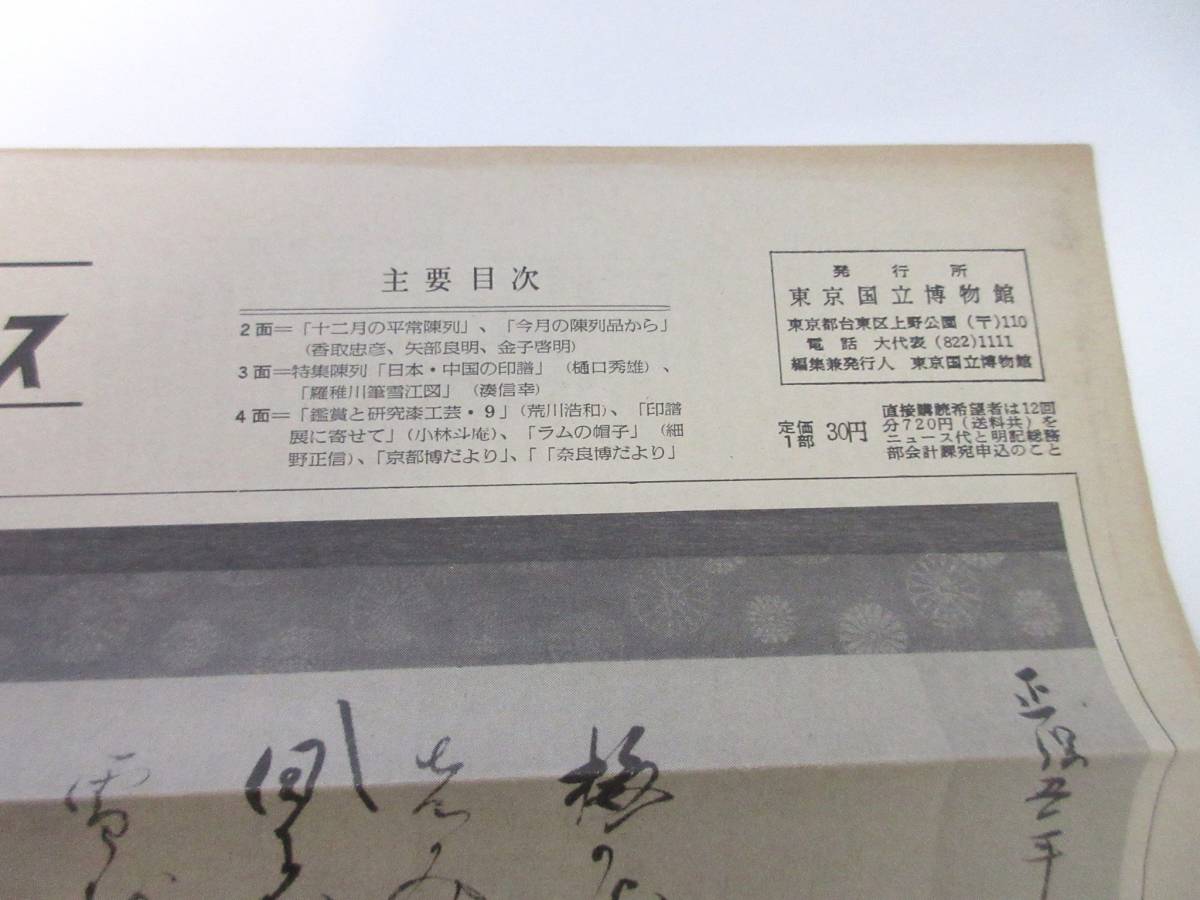 ス
主要目次
2面＝「十二月の平常陳列」、「今月の陳列品から」
（香取忠彦、矢部良明、金子啓明）
3面＝特集陳列「日本・中国の印譜」（樋口秀雄）、
「羅稚川筆雪江図」（湊信幸）
4面＝「鑑賞と研究漆工芸・9」（荒川浩和）、「印譜
展に寄せて」（小林斗庵）、「ラムの帽子」（細
野正信）、「京都博だより」、「「奈良博だより」
発行所
東京国立博物館
東京都台東区上野公園（〒）110
電話 大代表（822）1111
編集兼発行人 東京国立博物館
定価
1部 30円
直接購読希望者は12回
分720円（送料共）を
ニュース代と明記総務
部会計課宛申込のこと
正保五年
梅の
雪